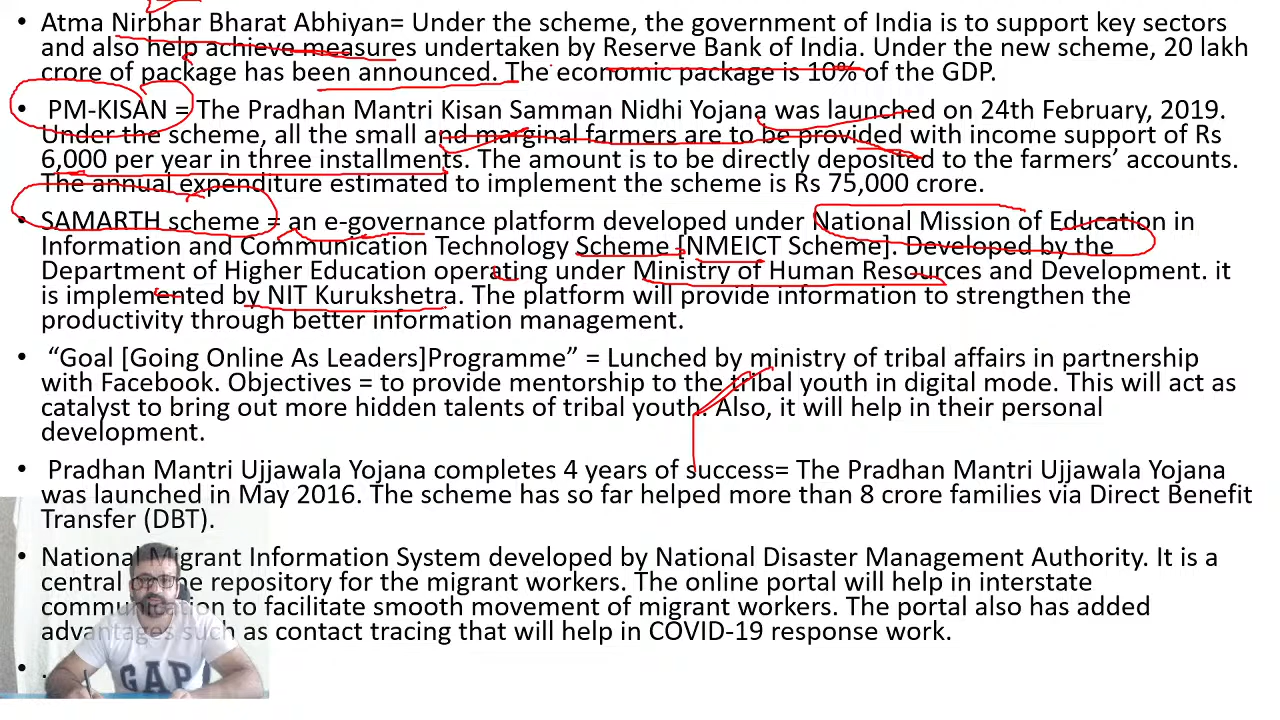 • Atma Nirbhar Bharat Abhiyan= Under the scheme, the government of India is to support key sectors
and also help achieve measures undertaken by Reserve Bank of India. Under the new scheme, 20 lakh
crore of package has been announced. The economic package is 10% of the GDP.
• PM-KISAN = The Pradhan Mantri Kisan Samman Nidhi Yojana was launched on 24th February, 2019.
Under the scheme, all the small and marginal farmers are to be provided with income support of Rs
6,000 per year in three installments. The amount is to be directly deposited to the farmers’ accounts.
The annual expenditure estimated to implement the scheme is Rs 75,000 crore.
• SAMARTH scheme = an e-governance platform developed under National Mission of Education in
Information and Communication Technology Scheme [NMEICT Scheme]. Developed by the
Department of Higher Education operating under Ministry of Human Resources and Development. it
is implemented by NIT Kurukshetra. The platform will provide information to strengthen the
productivity through better information management.
• “Goal [Going Online As Leaders]Programme” = Lunched by ministry of tribal affairs in partnership
with Facebook. Objectives = to provide mentorship to the tribal youth in digital mode. This will act as
catalyst to bring out more hidden talents of tribal youth. Also, it will help in their personal
development.
• Pradhan Mantri Ujjawala Yojana completes 4 years of success= The Pradhan Mantri Ujjawala Yojana
was launched in May 2016. The scheme has so far helped more than 8 crore families via Direct Benefit
Transfer (DBT).
• National Migrant Information System developed by National Disaster Management Authority. It is a
central repository for the migrant workers. The online portal will help in interstate
communication to facilitate smooth movement of migrant workers. The portal also has added
advantages such as contact tracing that will help in COVID-19 response work.
• .
GAP